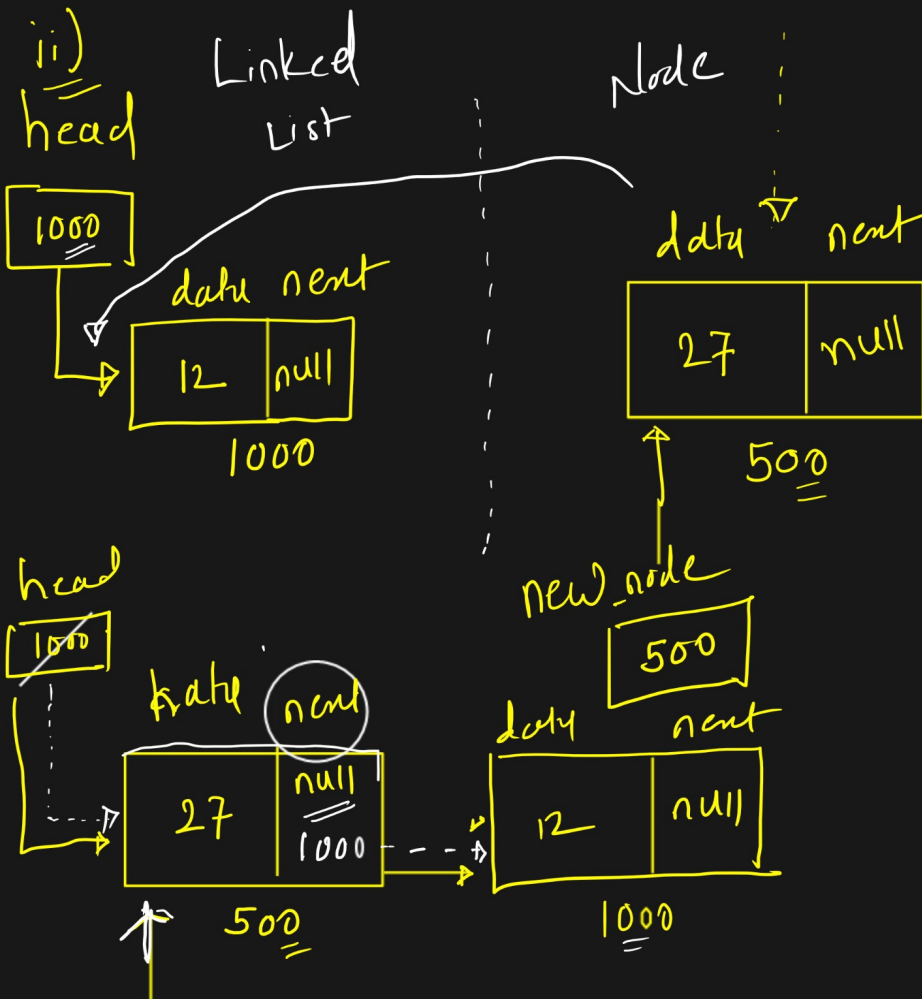 ii)
Linked
List
Node
head
1000
data next
12 null
1000
data next
27 null
500
new_node
500
head
1000
data next
27 null
1000
500
data next
12 null
1000